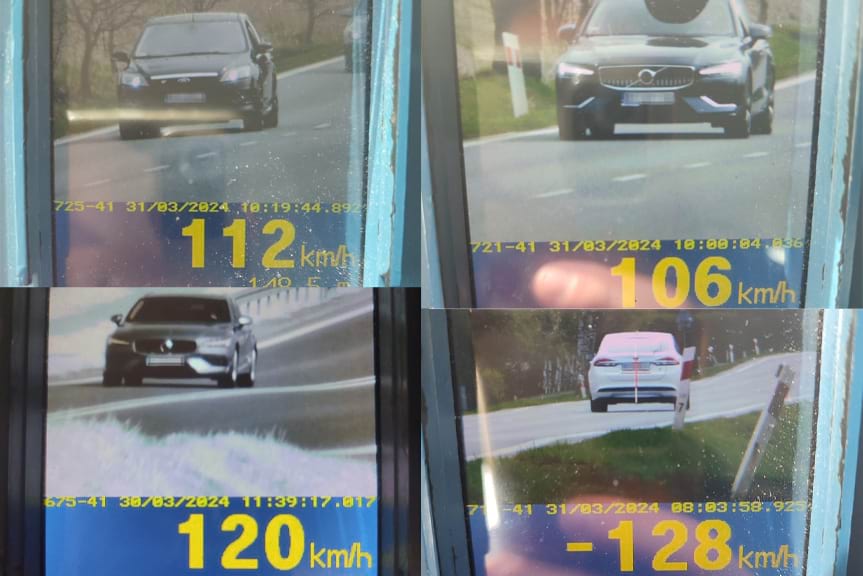 725-41 31/03/2024 10:19:44.892
112 km/h
721-41 31/03/2024 10:00:04.036
106 km/h
675-41 30/03/2024 11:39:17.017
120 km/h
31/03/2024 08:03:58.925
-128 km/h
7